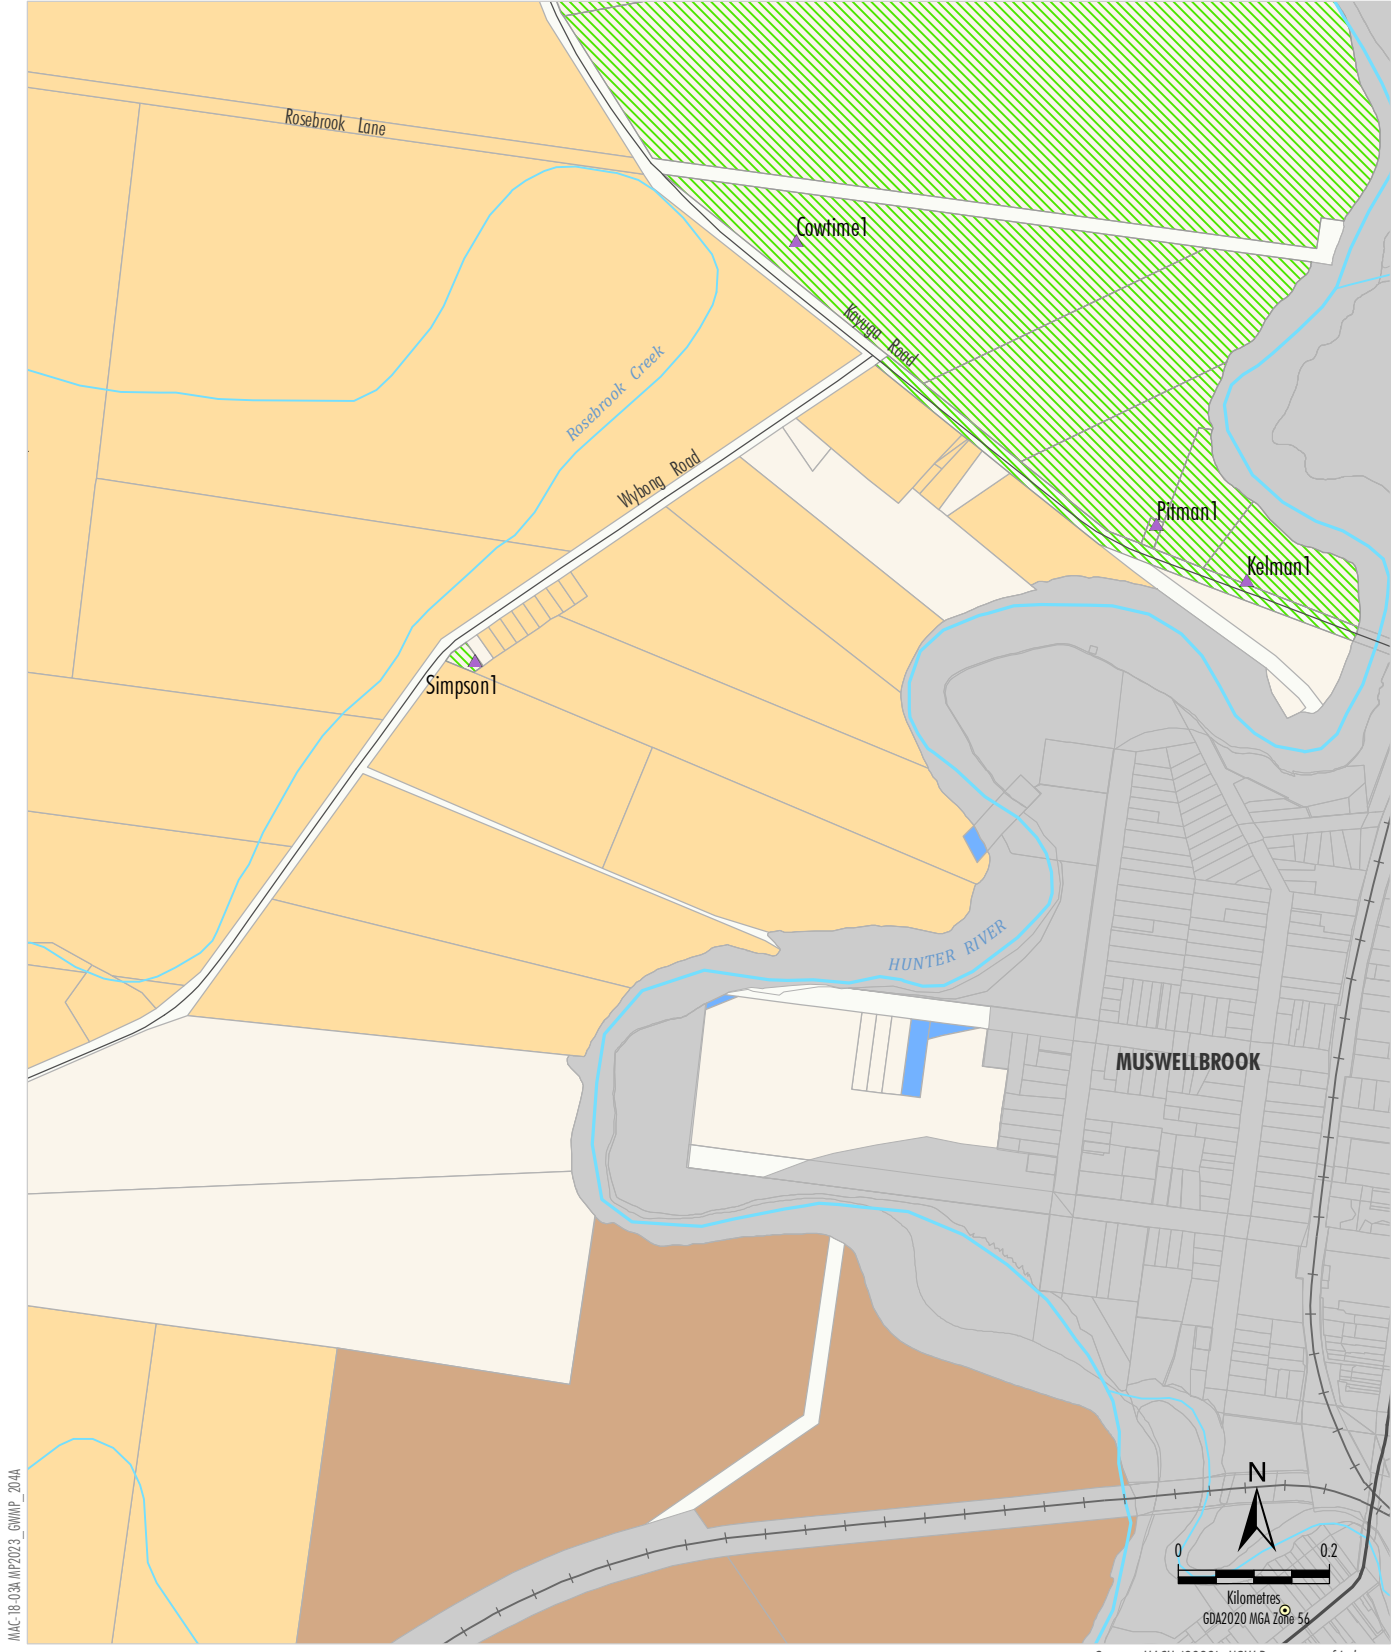 Rosebrook Lane
Cowtime1
Kayuga Road
Rosebrook Creek
Wybong Road
Pitman1
Kelman1
Simpson1
HUNTER RIVER
MUSWELLBROOK
N
0 0.2
Kilometres
GDA2020 MGA Zone 56
MAC-18-03A MP2023_GWMP_204A